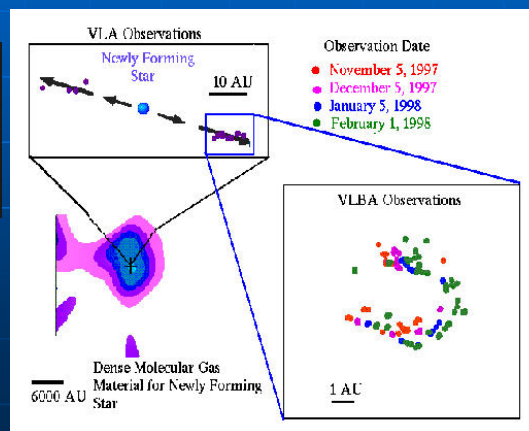 VLA Observations
Newly Forming
Star
10 AU
Observation Date
November 5, 1997
December 5, 1997
January 5, 1998
February 1, 1998
VLBA Observations
1 AU
Dense Molecular Gas
Material for Newly Forming
Star
6000 AU